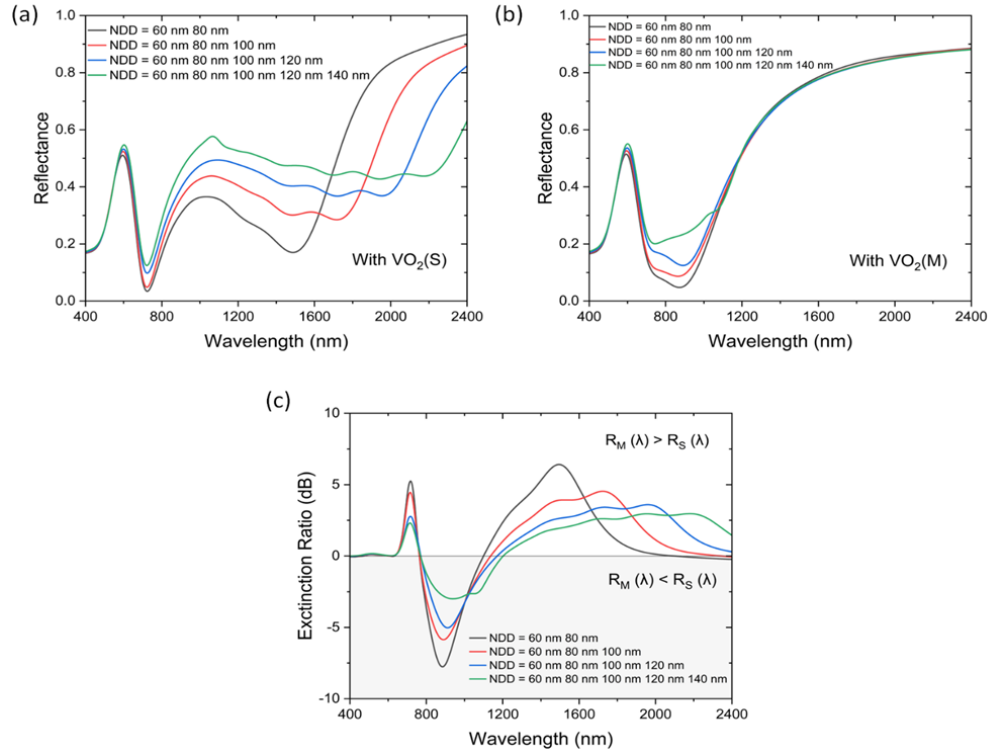 (a)
NDD = 60 nm 80 nm
NDD = 60 nm 80 nm 100 nm
NDD = 60 nm 80 nm 100 nm 120 nm
NDD = 60 nm 80 nm 100 nm 120 nm 140 nm
1.0
0.8
0.6
0.4
0.2
0.0
Reflectance
With VO₂(S)
400 800 1200 1600 2000 2400
Wavelength (nm)
(b)
NDD = 60 nm 80 nm
NDD = 60 nm 80 nm 100 nm
NDD = 60 nm 80 nm 100 nm 120 nm
NDD = 60 nm 80 nm 100 nm 120 nm 140 nm
1.0
0.8
0.6
0.4
0.2
0.0
Reflectance
With VO₂(M)
400 800 1200 1600 2000 2400
Wavelength (nm)
(c)
10
5
0
-5
-10
Exctinction Ratio (dB)
R_M (λ) > R_S (λ)
R_M (λ) < R_S (λ)
NDD = 60 nm 80 nm
NDD = 60 nm 80 nm 100 nm
NDD = 60 nm 80 nm 100 nm 120 nm
NDD = 60 nm 80 nm 100 nm 120 nm 140 nm
400 800 1200 1600 2000 2400
Wavelength (nm)